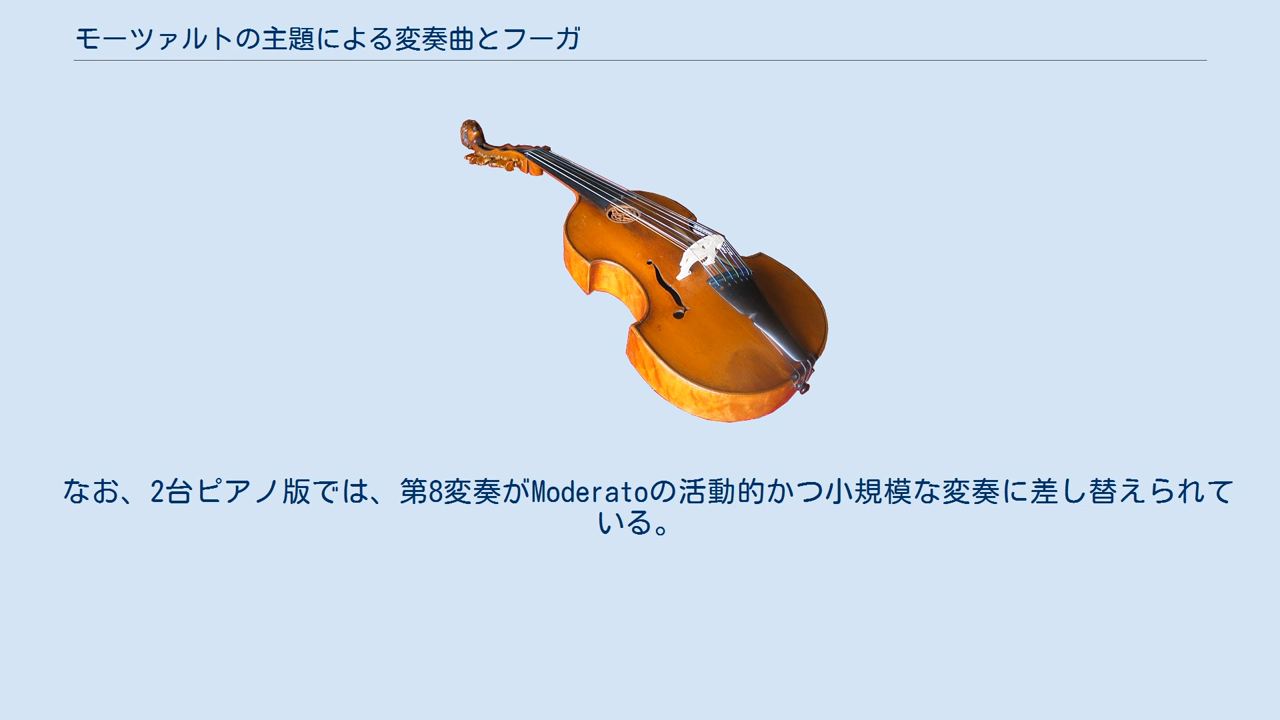 モーツァルトの主題による変奏曲とフーガ
なお、2台ピアノ版では、第8変奏がModeratoの活動的かつ小規模な変奏に差し替えられて
いる。